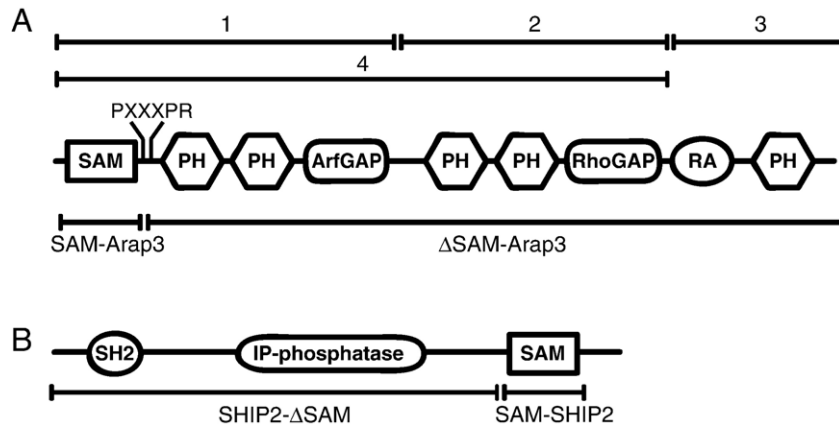 A
1 2 3
4
PXXXPR
SAM PH PH ArfGAP PH PH RhoGAP RA PH
SAM-Arap3 ΔSAM-Arap3
B
SH2 IP-phosphatase SAM
SHIP2-ΔSAM SAM-SHIP2